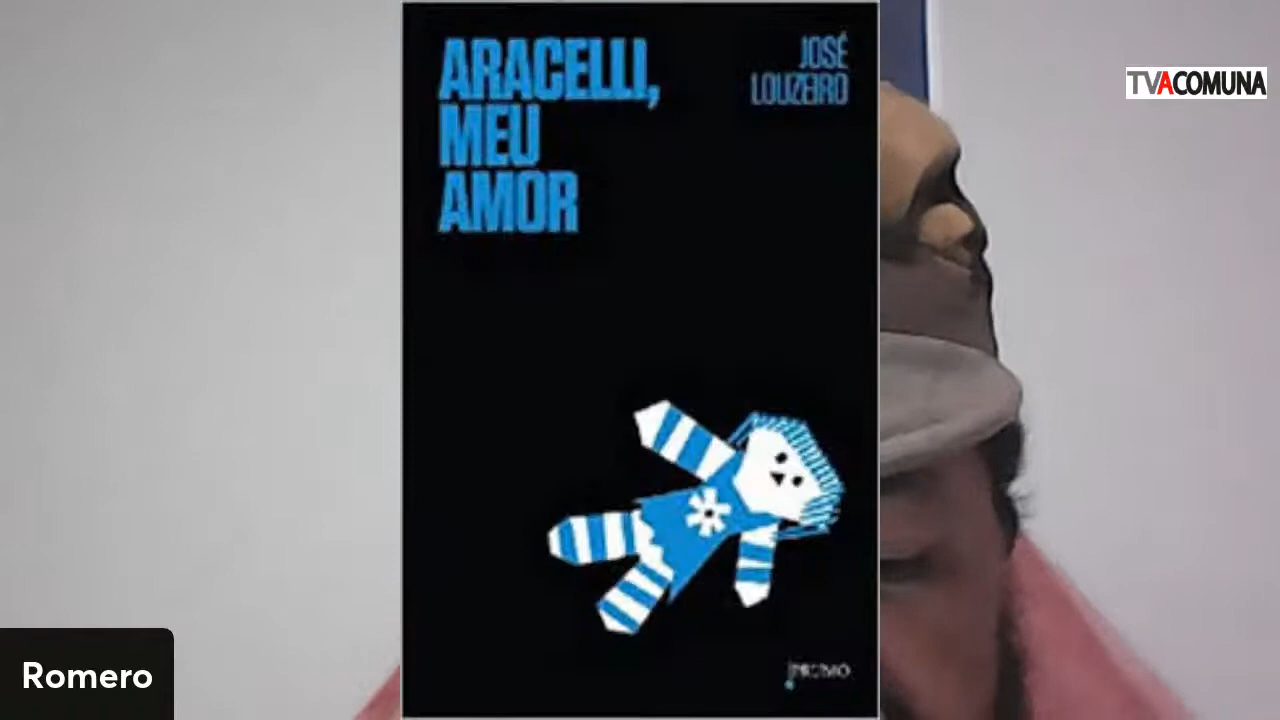 ARACELLI,
MEU
AMOR
JOSÉ
LOUZEIRO
TVACOMUNA
Romero